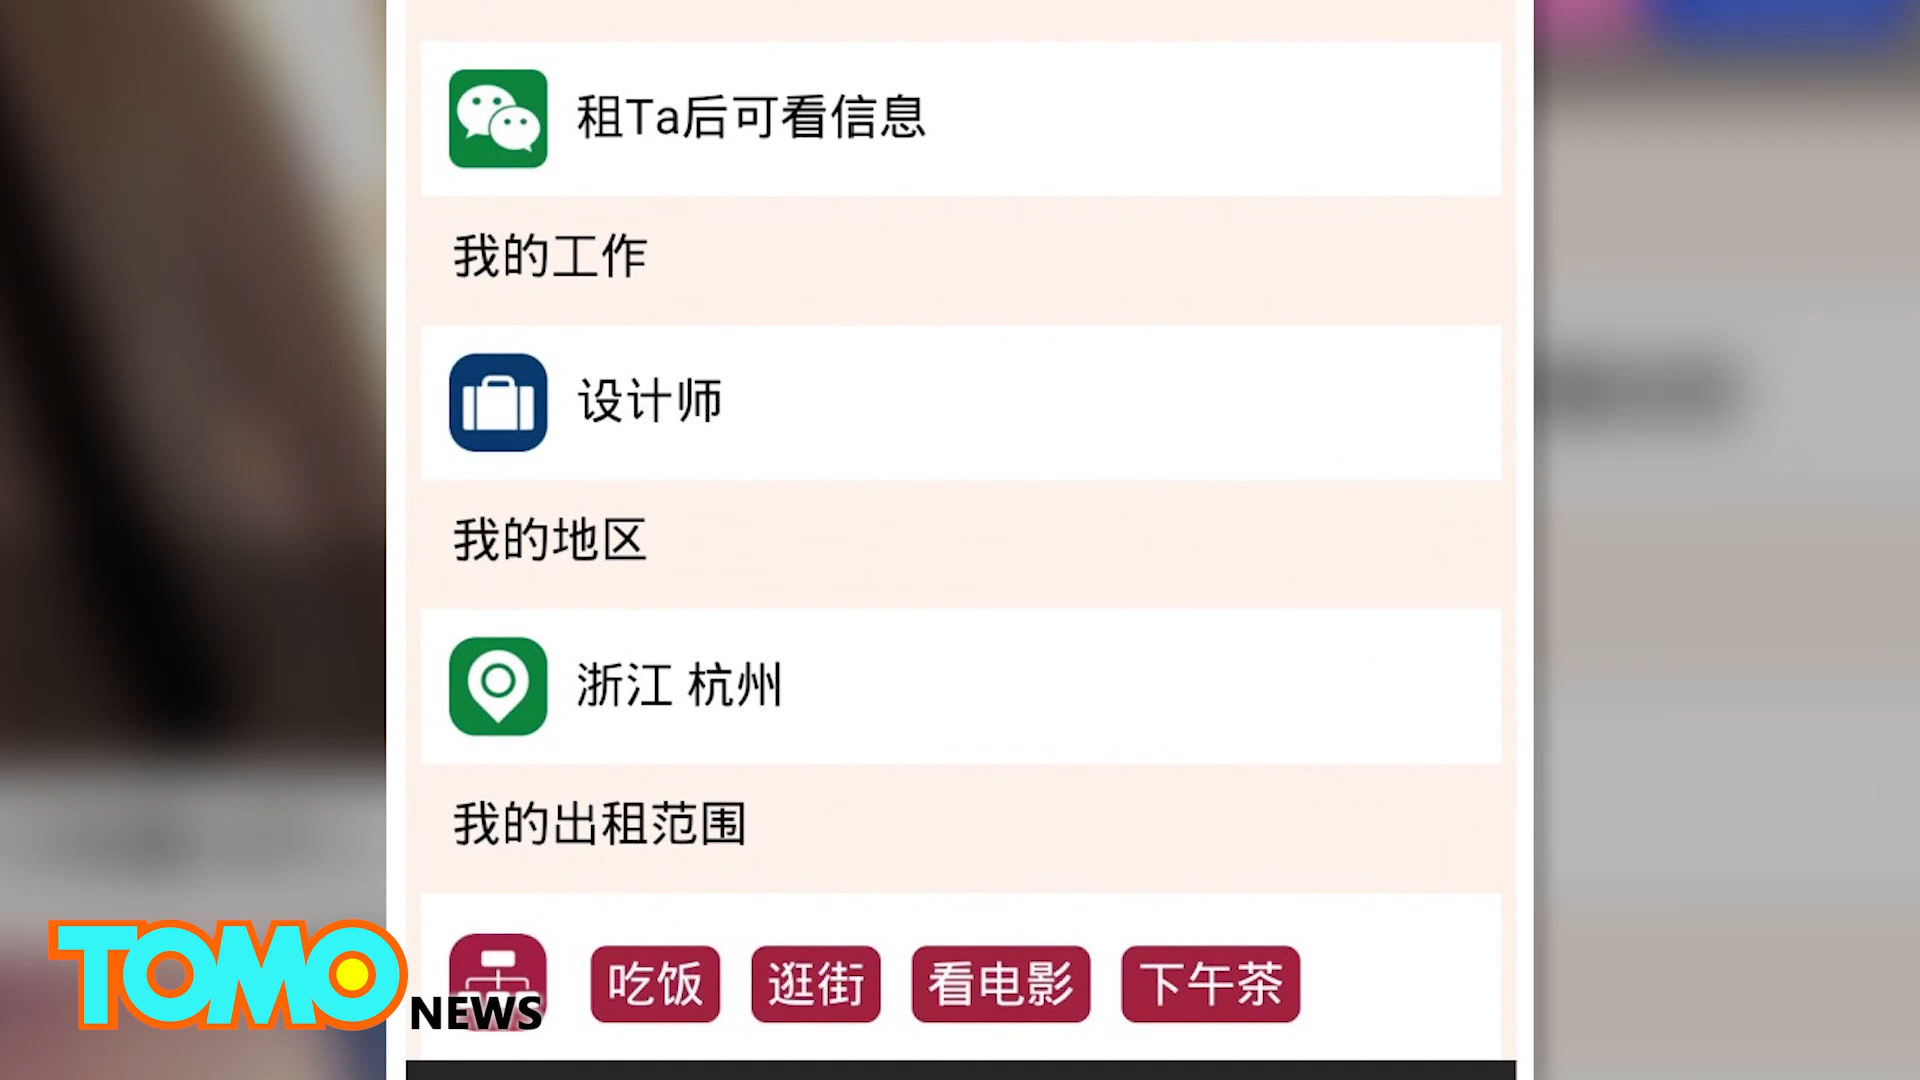 租Ta后可看信息
我的工作
设计师
我的地区
浙江 杭州
我的出租范围
吃饭 逛街 看电影 下午茶
TOMO NEWS